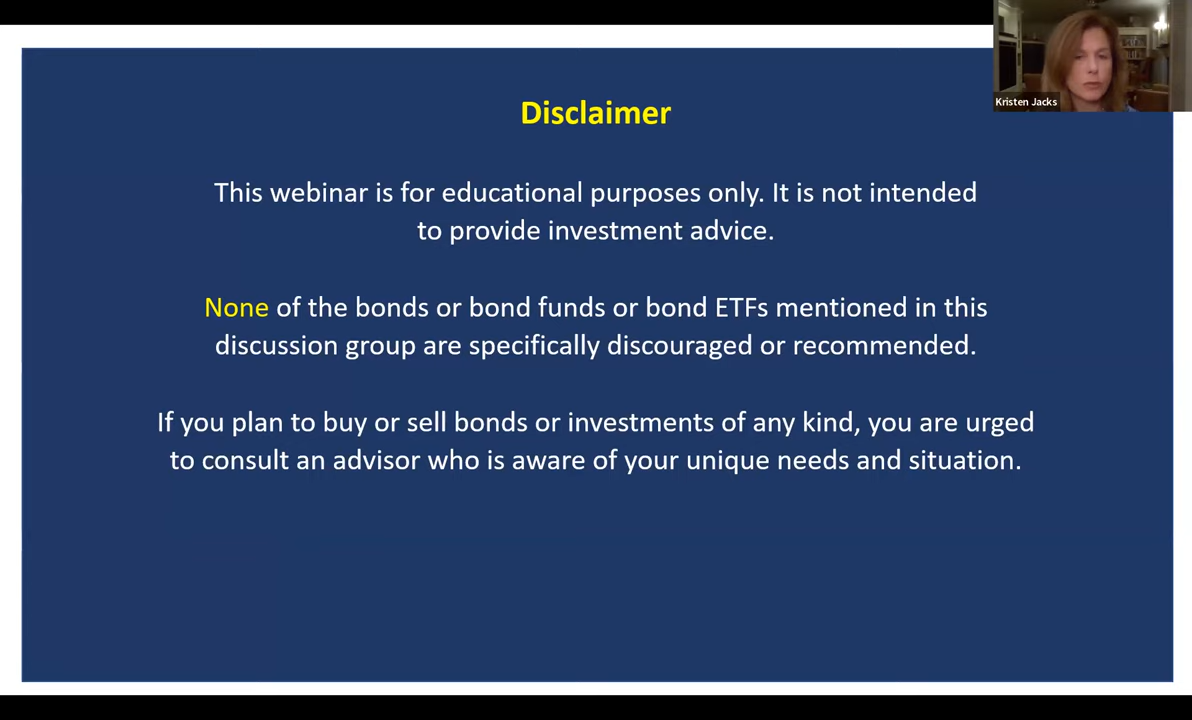 Kristen Jacks
Disclaimer
This webinar is for educational purposes only. It is not intended
to provide investment advice.
None of the bonds or bond funds or bond ETFs mentioned in this
discussion group are specifically discouraged or recommended.
If you plan to buy or sell bonds or investments of any kind, you are urged
to consult an advisor who is aware of your unique needs and situation.